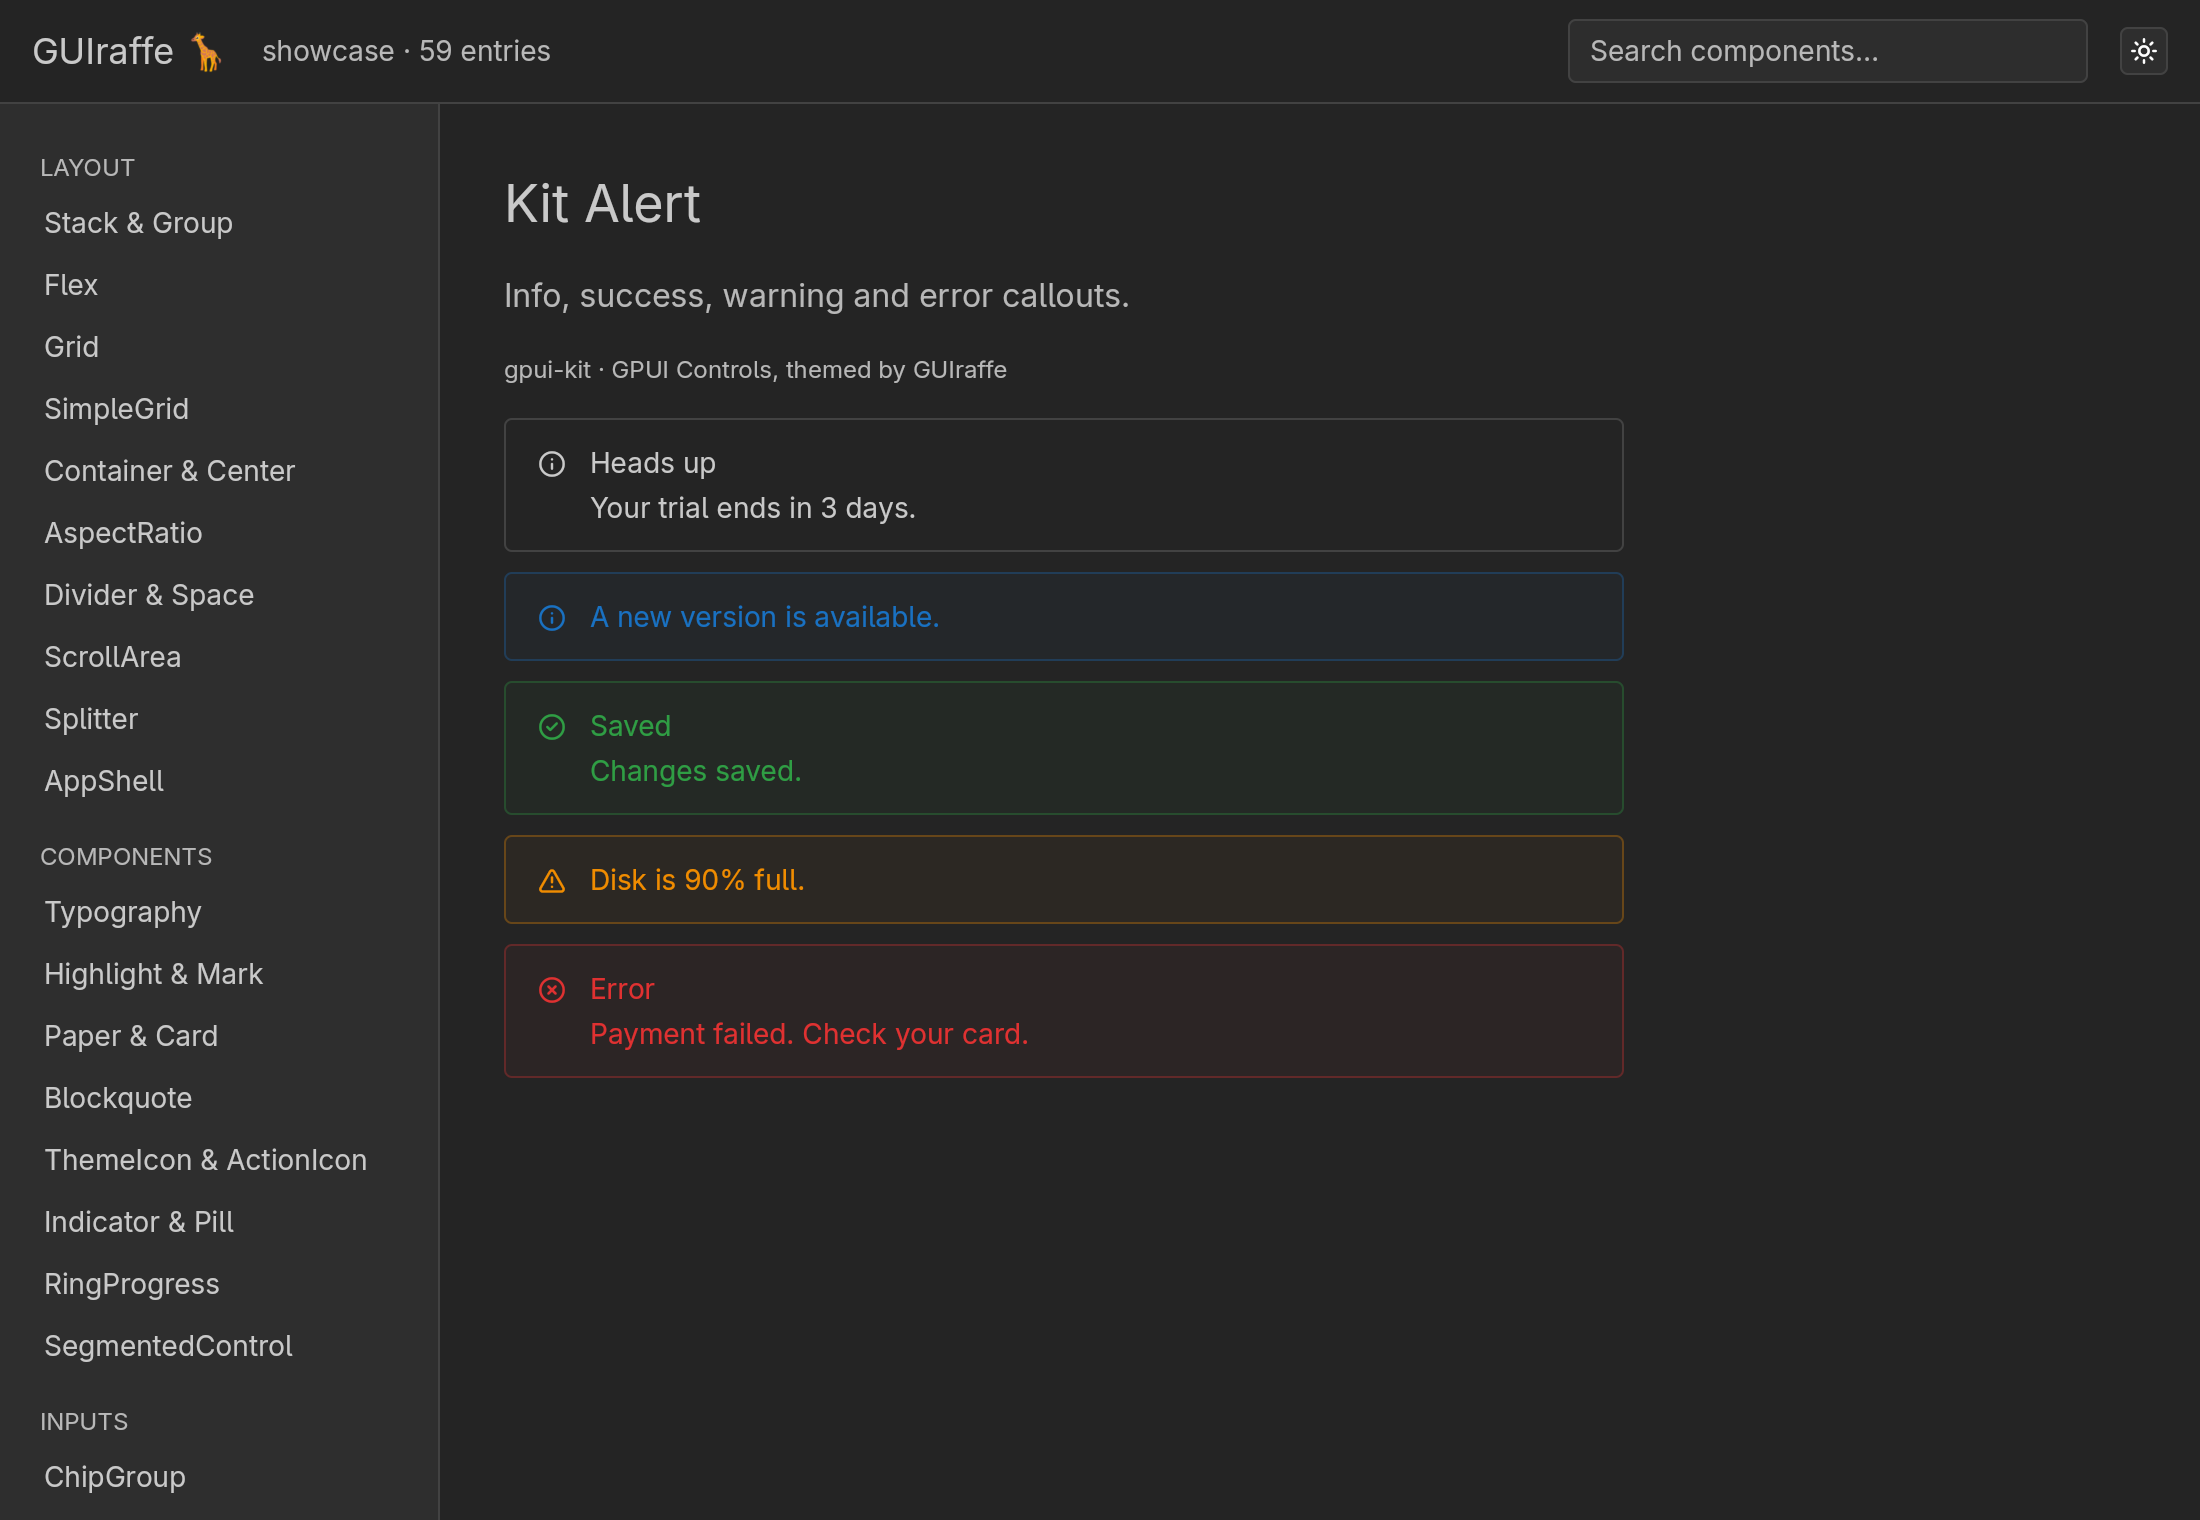 GUIraffe 🦒 showcase · 59 entries
Search components...
LAYOUT
Stack & Group
Flex
Grid
SimpleGrid
Container & Center
AspectRatio
Divider & Space
ScrollArea
Splitter
AppShell
COMPONENTS
Typography
Highlight & Mark
Paper & Card
Blockquote
ThemeIcon & ActionIcon
Indicator & Pill
RingProgress
SegmentedControl
INPUTS
ChipGroup
Kit Alert
Info, success, warning and error callouts.
gpui-kit · GPUI Controls, themed by GUIraffe
Heads up
Your trial ends in 3 days.
A new version is available.
Saved
Changes saved.
Disk is 90% full.
Error
Payment failed. Check your card.